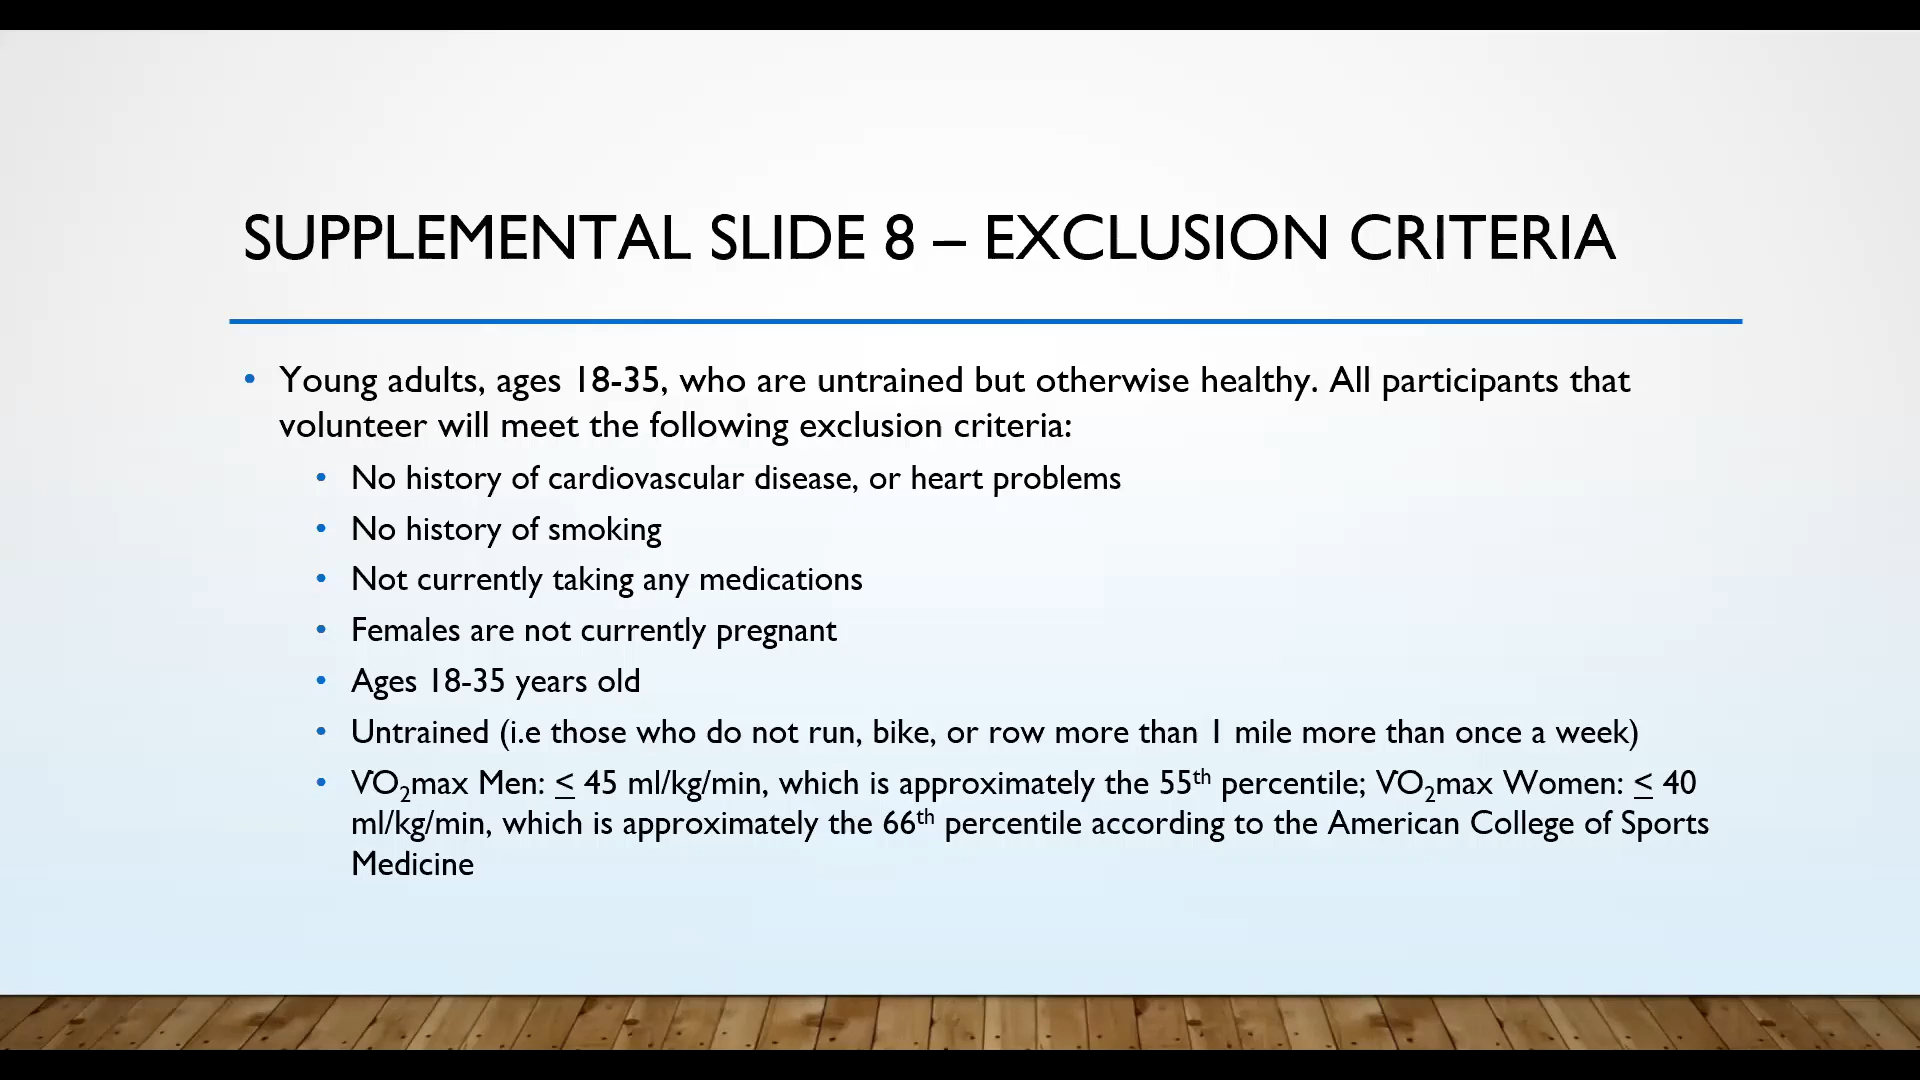 SUPPLEMENTAL SLIDE 8 – EXCLUSION CRITERIA
• Young adults, ages 18-35, who are untrained but otherwise healthy. All participants that
volunteer will meet the following exclusion criteria:
• No history of cardiovascular disease, or heart problems
• No history of smoking
• Not currently taking any medications
• Females are not currently pregnant
• Ages 18-35 years old
• Untrained (i.e those who do not run, bike, or row more than 1 mile more than once a week)
• V̇O₂max Men: ≤ 45 ml/kg/min, which is approximately the 55th percentile; V̇O₂max Women: ≤ 40
ml/kg/min, which is approximately the 66th percentile according to the American College of Sports
Medicine